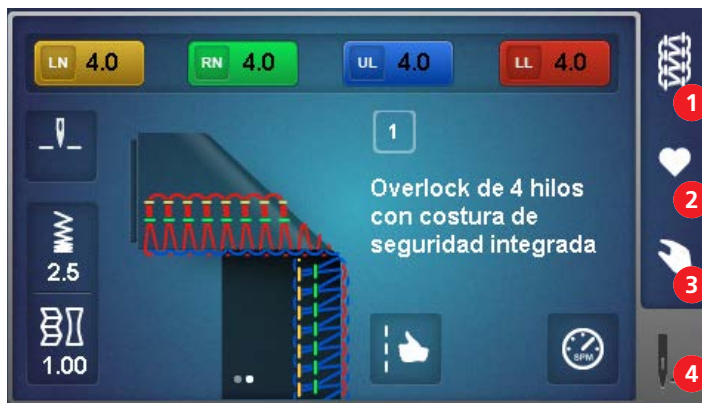 LN 4.0
RN 4.0
UL 4.0
LL 4.0
1
1
Overlock de 4 hilos
con costura de
seguridad integrada
2
2.5
3
1.00
SPM
4